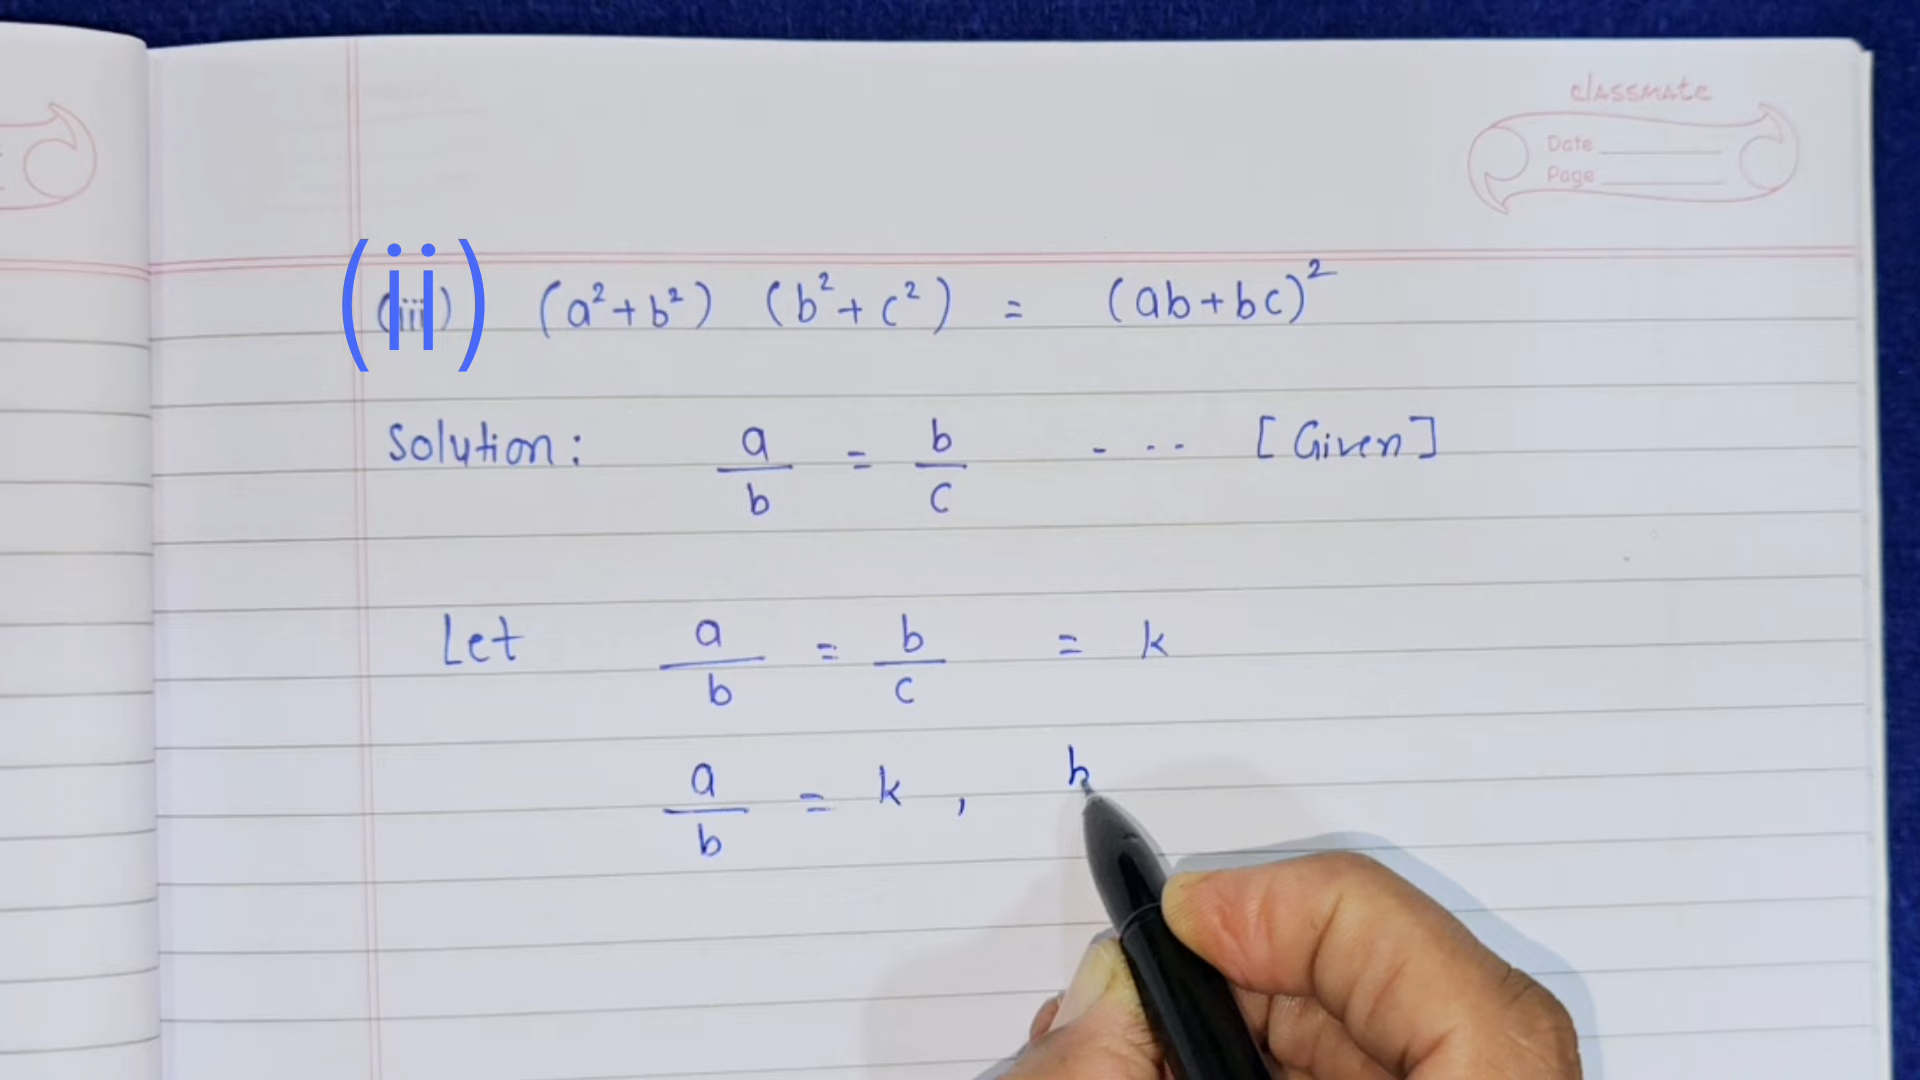 classmate
Date
Page
(ii) (a² + b²) (b² + c²) = (ab + bc)²
Solution: a/b = b/c - - - [Given]
Let a/b = b/c = k
a/b = k , b